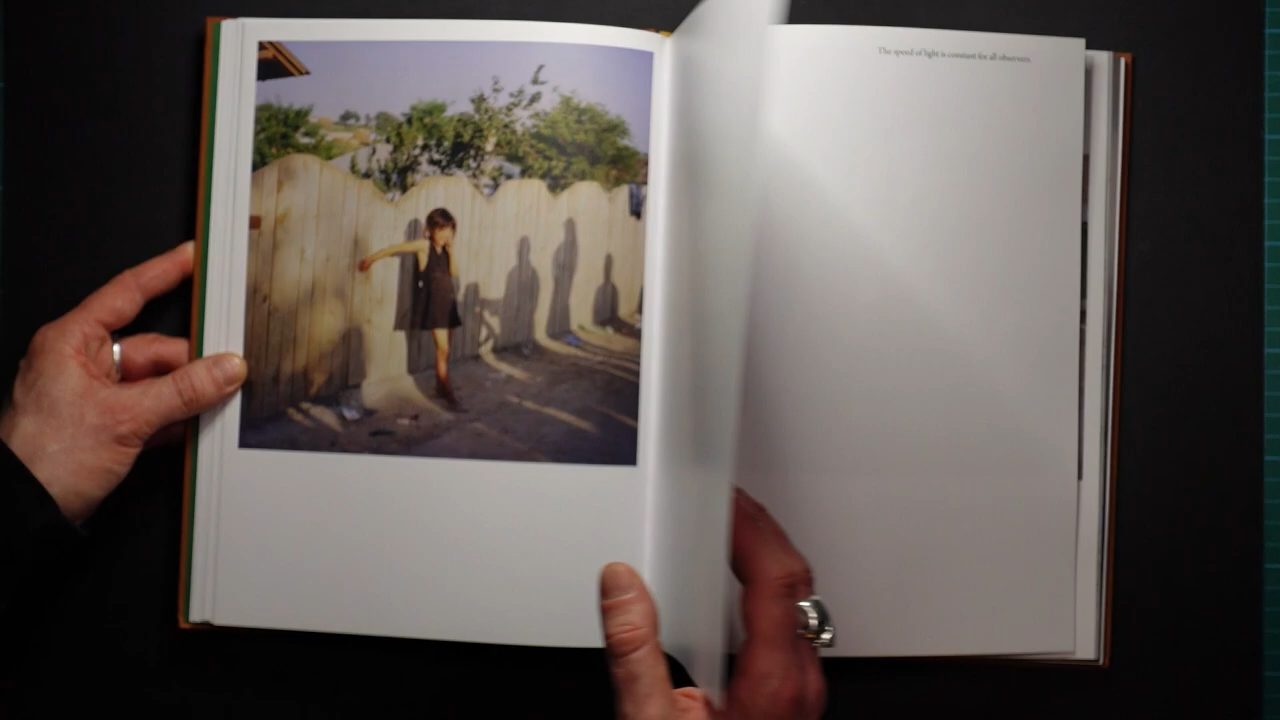 The speed of light is constant for all observers.